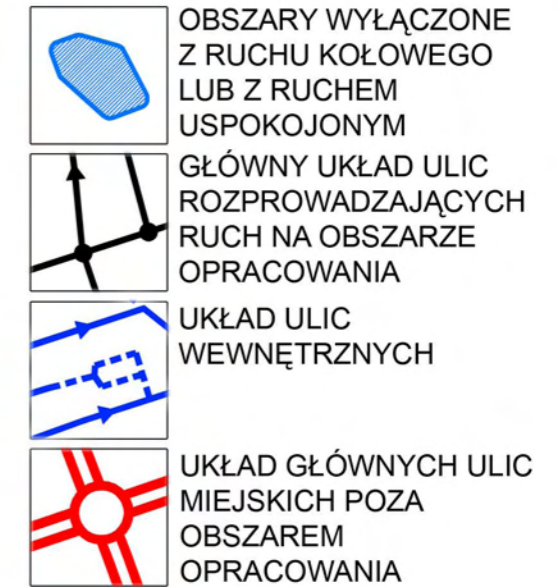 OBSZARY WYŁĄCZONE
Z RUCHU KOŁOWEGO
LUB Z RUCHEM
USPOKOJONYM
GŁÓWNY UKŁAD ULIC
ROZPROWADZAJĄCYCH
RUCH NA OBSZARZE
OPRACOWANIA
UKŁAD ULIC
WEWNĘTRZNYCH
UKŁAD GŁÓWNYCH ULIC
MIEJSKICH POZA
OBSZAREM
OPRACOWANIA